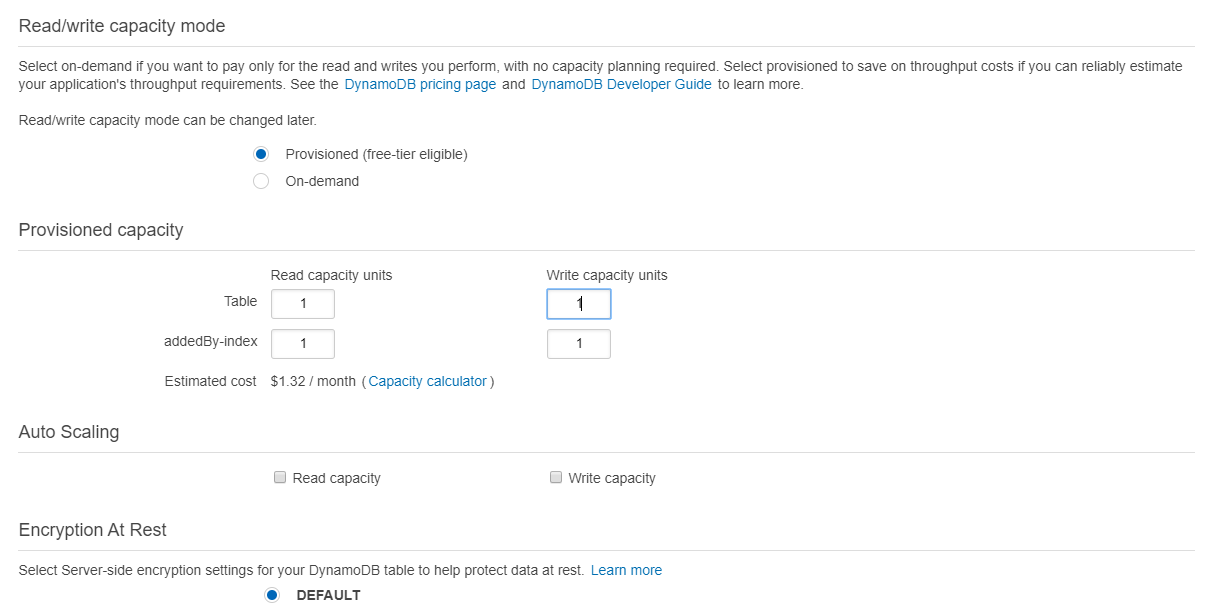 Read/write capacity mode
Select on-demand if you want to pay only for the read and writes you perform, with no capacity planning required. Select provisioned to save on throughput costs if you can reliably estimate
your application's throughput requirements. See the DynamoDB pricing page and DynamoDB Developer Guide to learn more.
Read/write capacity mode can be changed later.
Provisioned (free-tier eligible)
On-demand
Provisioned capacity
Read capacity units Write capacity units
Table 1 1
addedBy-index 1 1
Estimated cost $1.32 / month (Capacity calculator)
Auto Scaling
Read capacity Write capacity
Encryption At Rest
Select Server-side encryption settings for your DynamoDB table to help protect data at rest. Learn more
DEFAULT